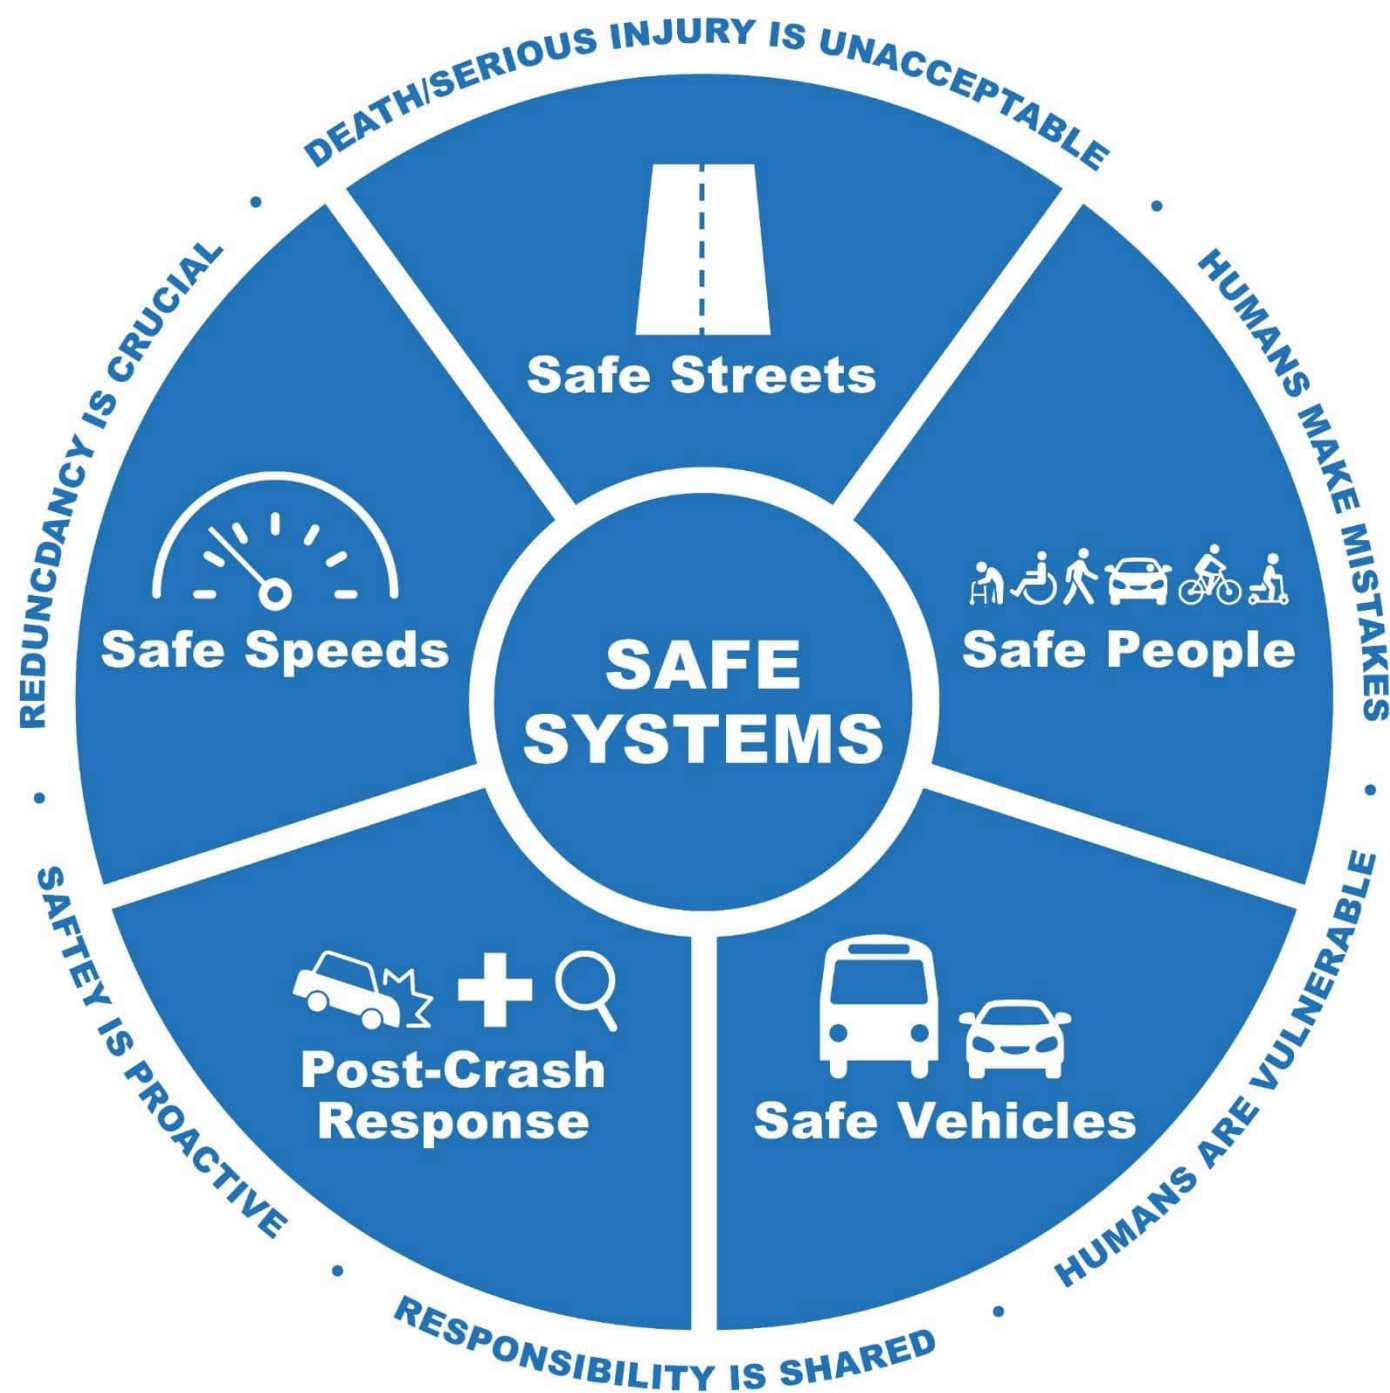 DEATH/SERIOUS INJURY IS UNACCEPTABLE
HUMANS MAKE MISTAKES
HUMANS ARE VULNERABLE
RESPONSIBILITY IS SHARED
SAFTEY IS PROACTIVE
REDUNCDANCY IS CRUCIAL
Safe Streets
Safe People
Safe Vehicles
Post-Crash
Response
Safe Speeds
SAFE
SYSTEMS